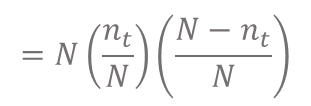 = N (n_t / N) ((N − n_t) / N)